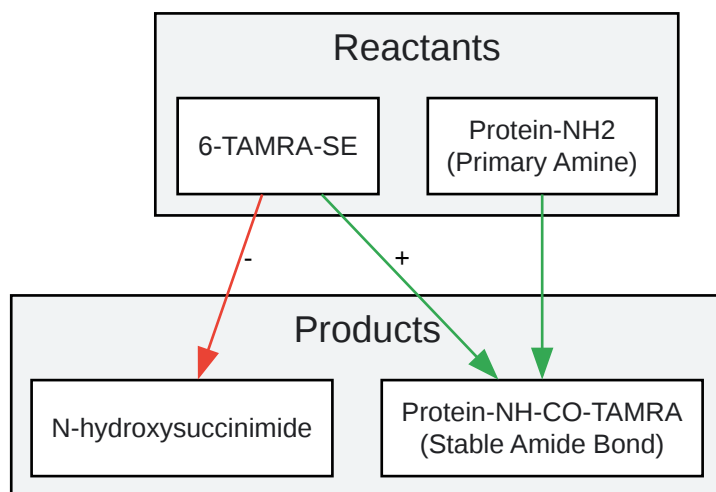 Reactants
6-TAMRA-SE
Protein-NH2
(Primary Amine)
-
+
Products
N-hydroxysuccinimide
Protein-NH-CO-TAMRA
(Stable Amide Bond)